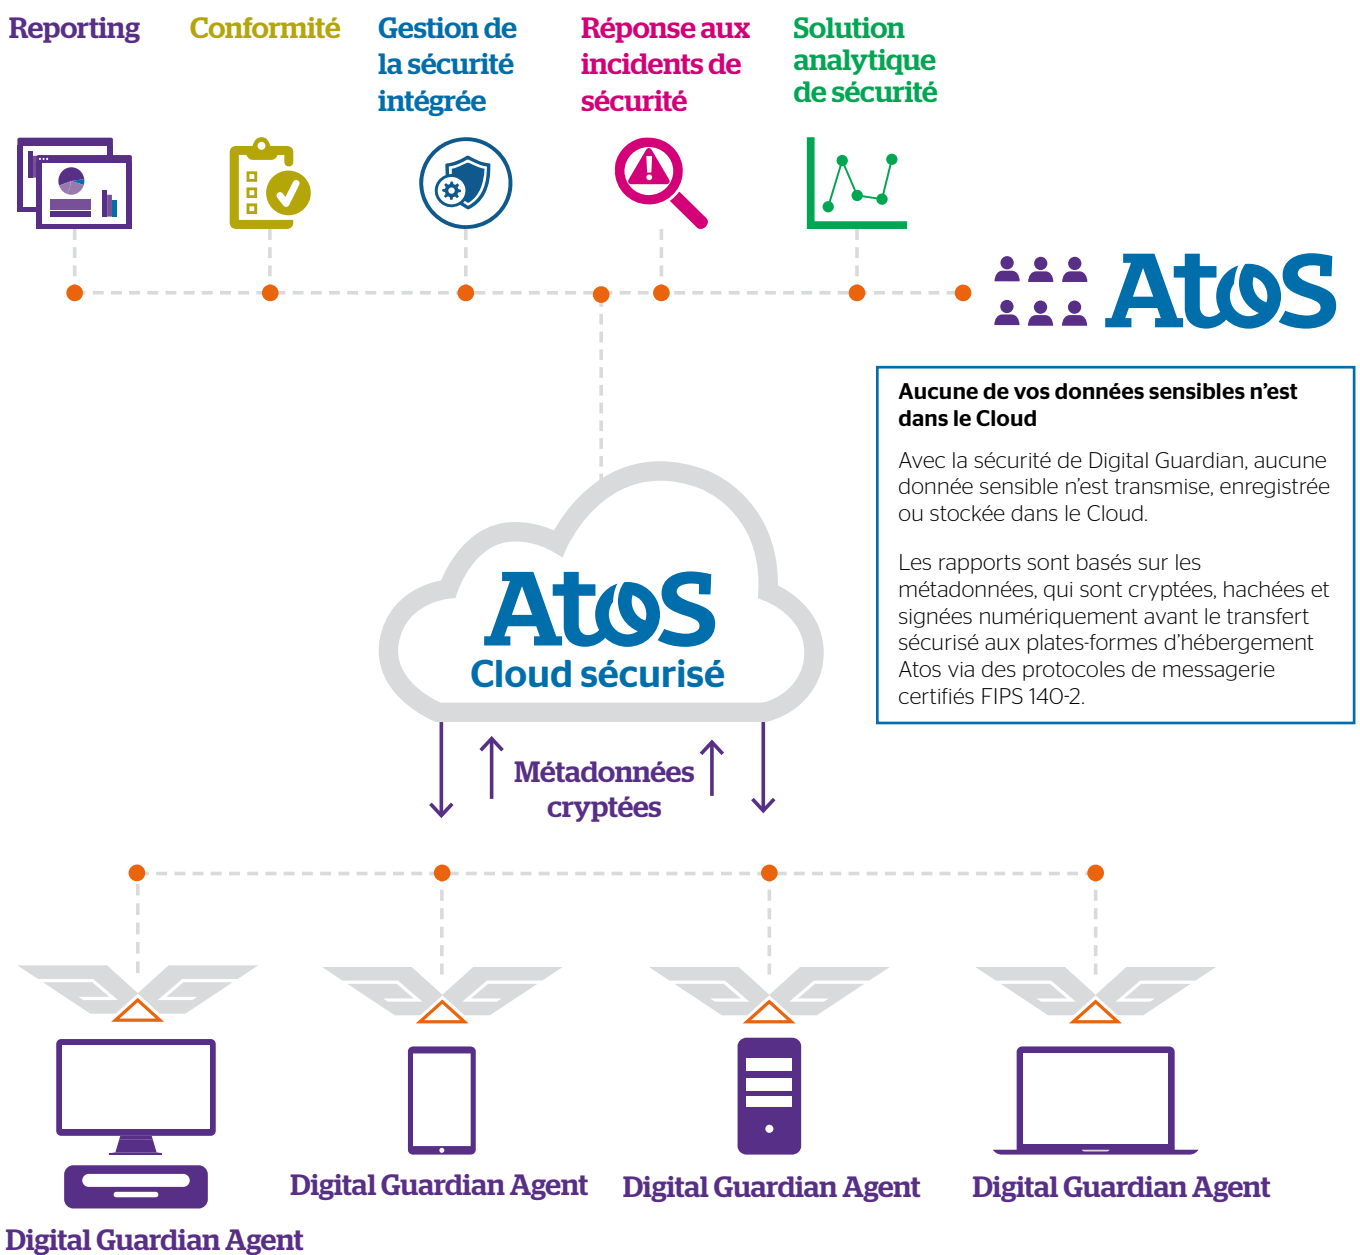 Reporting
Conformité
Gestion de
la sécurité
intégrée
Réponse aux
incidents de
sécurité
Solution
analytique
de sécurité
Atos
Aucune de vos données sensibles n’est
dans le Cloud
Avec la sécurité de Digital Guardian, aucune
donnée sensible n’est transmise, enregistrée
ou stockée dans le Cloud.
Les rapports sont basés sur les
métadonnées, qui sont cryptées, hachées et
signées numériquement avant le transfert
sécurisé aux plates-formes d’hébergement
Atos via des protocoles de messagerie
certifiés FIPS 140-2.
Atos
Cloud sécurisé
Métadonnées
cryptées
Digital Guardian Agent
Digital Guardian Agent
Digital Guardian Agent
Digital Guardian Agent